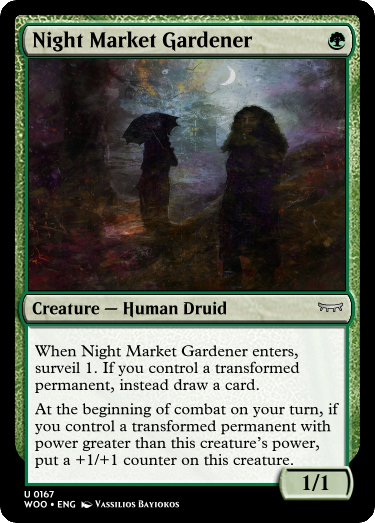 Night Market Gardener
Creature — Human Druid
When Night Market Gardener enters,
surveil 1. If you control a transformed
permanent, instead draw a card.
At the beginning of combat on your turn, if
you control a transformed permanent with
power greater than this creature's power,
put a +1/+1 counter on this creature.
1/1
U 0167
WOO • ENG Vassilios Bayiokos